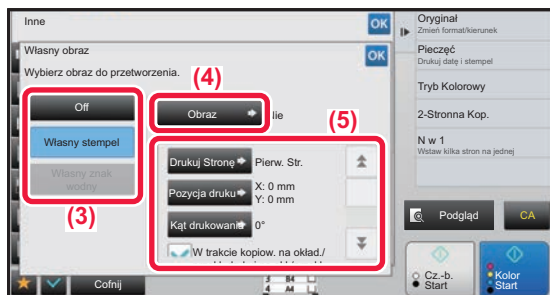 Inne
OK
Własny obraz
OK
Wybierz obraz do przetworzenia.
(4)
Off
Własny stempel
Własny znak
wodny
(3)
Obraz
lie
(5)
Drukuj Stronę
Pierw. Str.
Pozycja druku
X: 0 mm
Y: 0 mm
Kąt drukowani
0°
W trakcie kopiow. na okład./
Cofnij
Oryginał
Zmień format/kierunek
Pieczęć
Drukuj datę i stempel
Tryb Kolorowy
2-Stronna Kop.
N w 1
Wstaw kilka stron na jednej
Podgląd
CA
Cz.-b.
Start
Kolor
Start